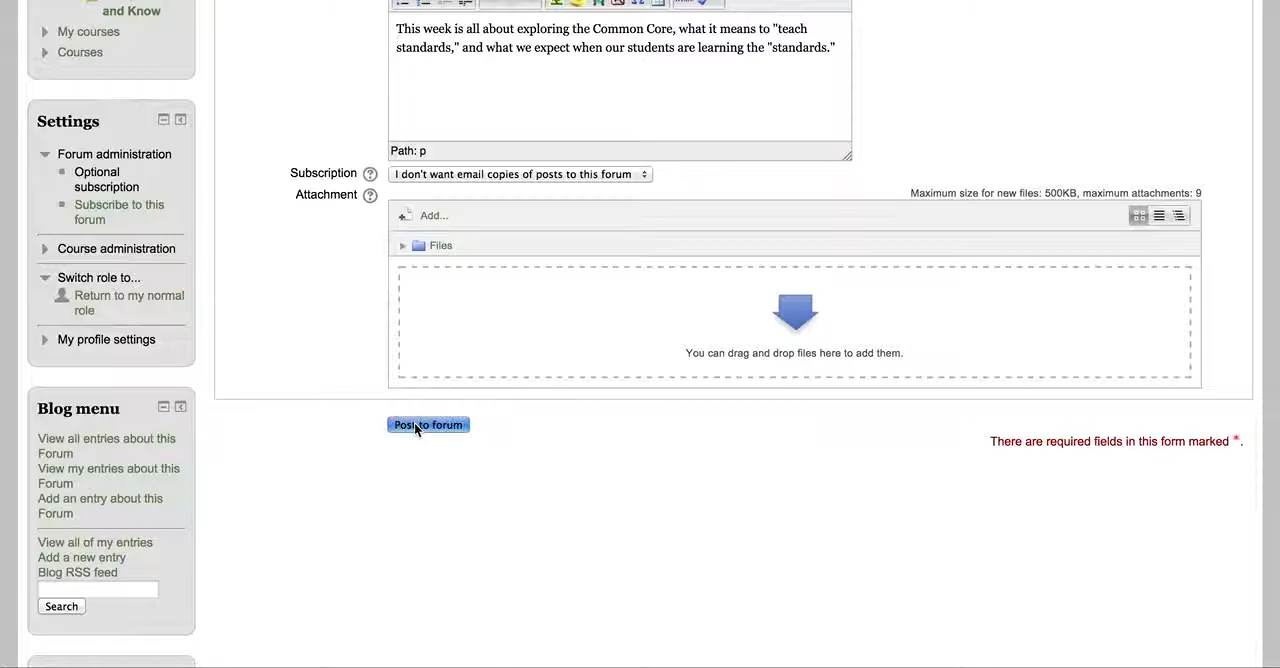 and Know
My courses
Courses
Settings
Forum administration
Optional
subscription
Subscribe to this
forum
Course administration
Switch role to...
Return to my normal
role
My profile settings
Blog menu
View all entries about this
Forum
View my entries about this
Forum
Add an entry about this
Forum
View all of my entries
Add a new entry
Blog RSS feed
Search
This week is all about exploring the Common Core, what it means to "teach
standards," and what we expect when our students are learning the "standards."
Path: p
Subscription
I don't want email copies of posts to this forum
Attachment
Maximum size for new files: 500KB, maximum attachments: 9
Add...
Files
You can drag and drop files here to add them.
Post to forum
There are required fields in this form marked *.